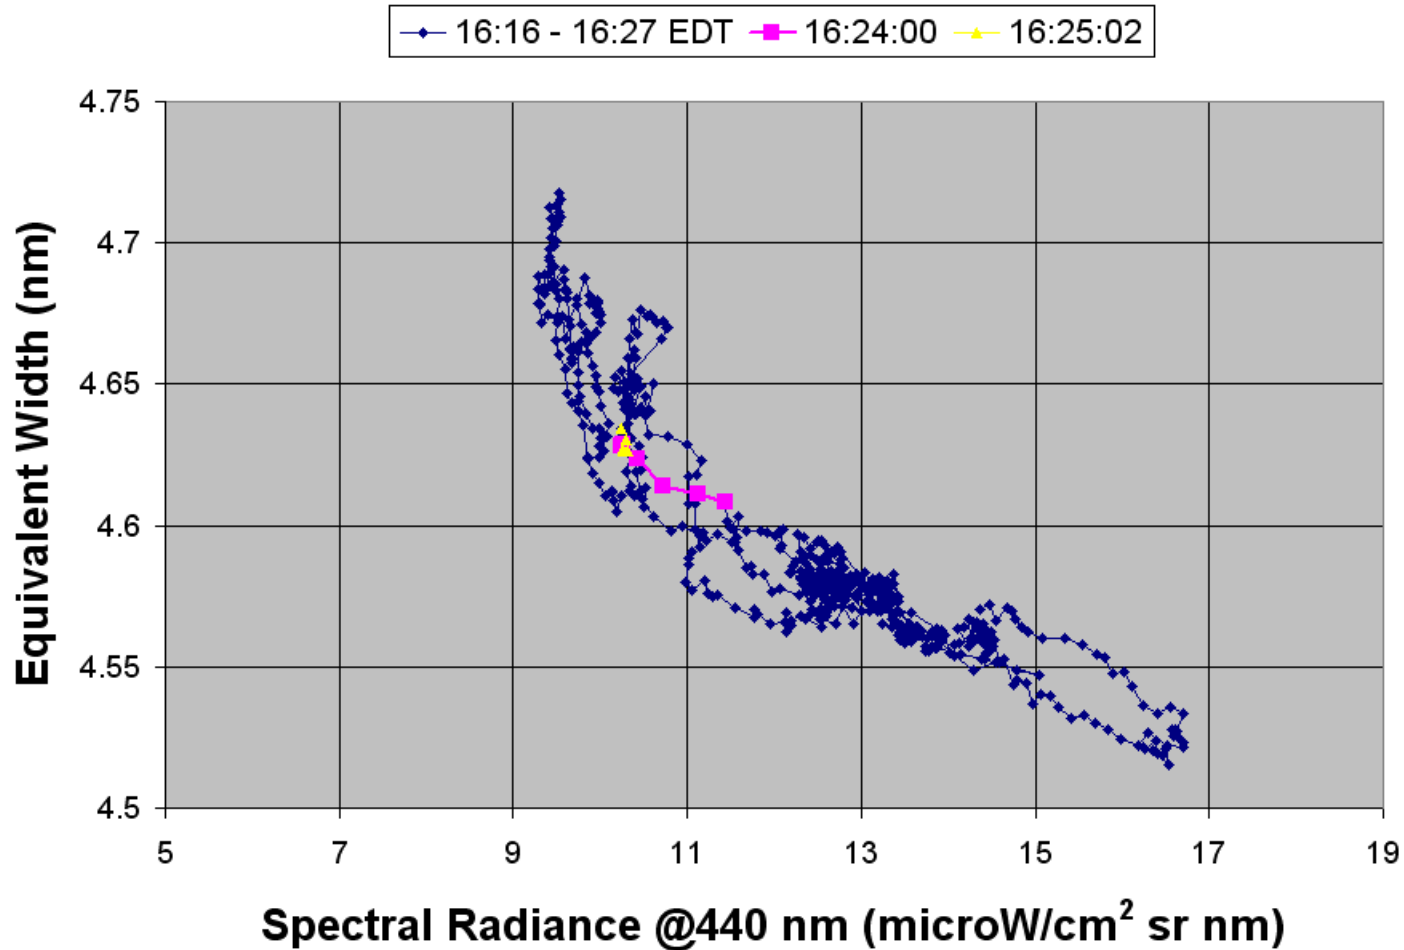 16:16 - 16:27 EDT 16:24:00 16:25:02
4.75
4.7
4.65
4.6
4.55
4.5
Equivalent Width (nm)
5 7 9 11 13 15 17 19
Spectral Radiance @440 nm (microW/cm² sr nm)